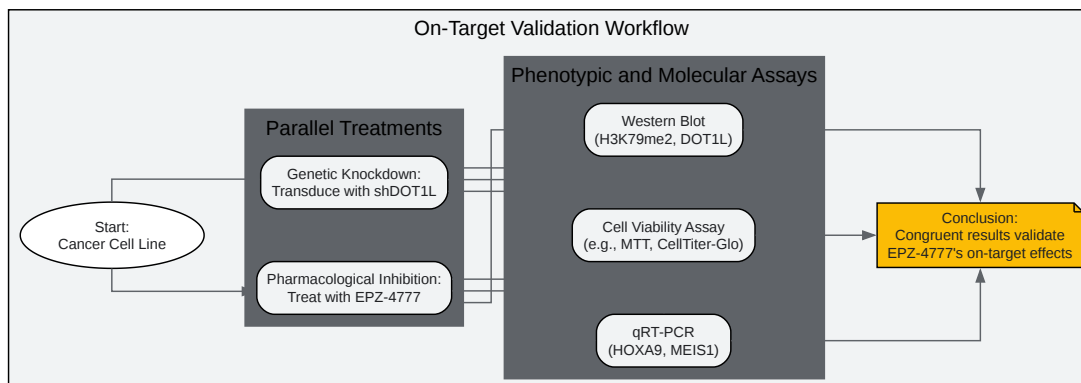 On-Target Validation Workflow
Phenotypic and Molecular Assays
Parallel Treatments
Western Blot
(H3K79me2, DOT1L)
Genetic Knockdown:
Transduce with shDOT1L
Start:
Cancer Cell Line
Cell Viability Assay
(e.g., MTT, CellTiter-Glo)
Conclusion:
Congruent results validate
EPZ-4777's on-target effects
Pharmacological Inhibition:
Treat with EPZ-4777
qRT-PCR
(HOXA9, MEIS1)